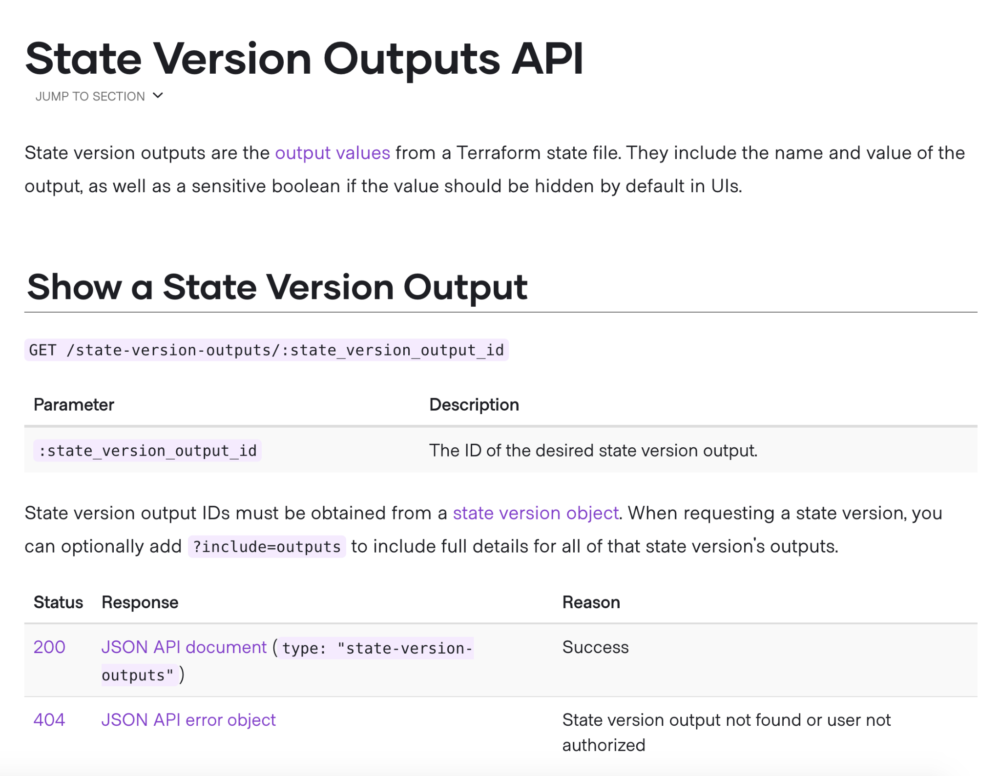 State Version Outputs API
JUMP TO SECTION
State version outputs are the output values from a Terraform state file. They include the name and value of the
output, as well as a sensitive boolean if the value should be hidden by default in UIs.
Show a State Version Output
GET /state-version-outputs/:state_version_output_id
Parameter Description
:state_version_output_id The ID of the desired state version output.
State version output IDs must be obtained from a state version object. When requesting a state version, you
can optionally add ?include=outputs to include full details for all of that state version's outputs.
Status Response Reason
200 JSON API document (type: "state-version- Success
outputs")
404 JSON API error object State version output not found or user not
authorized